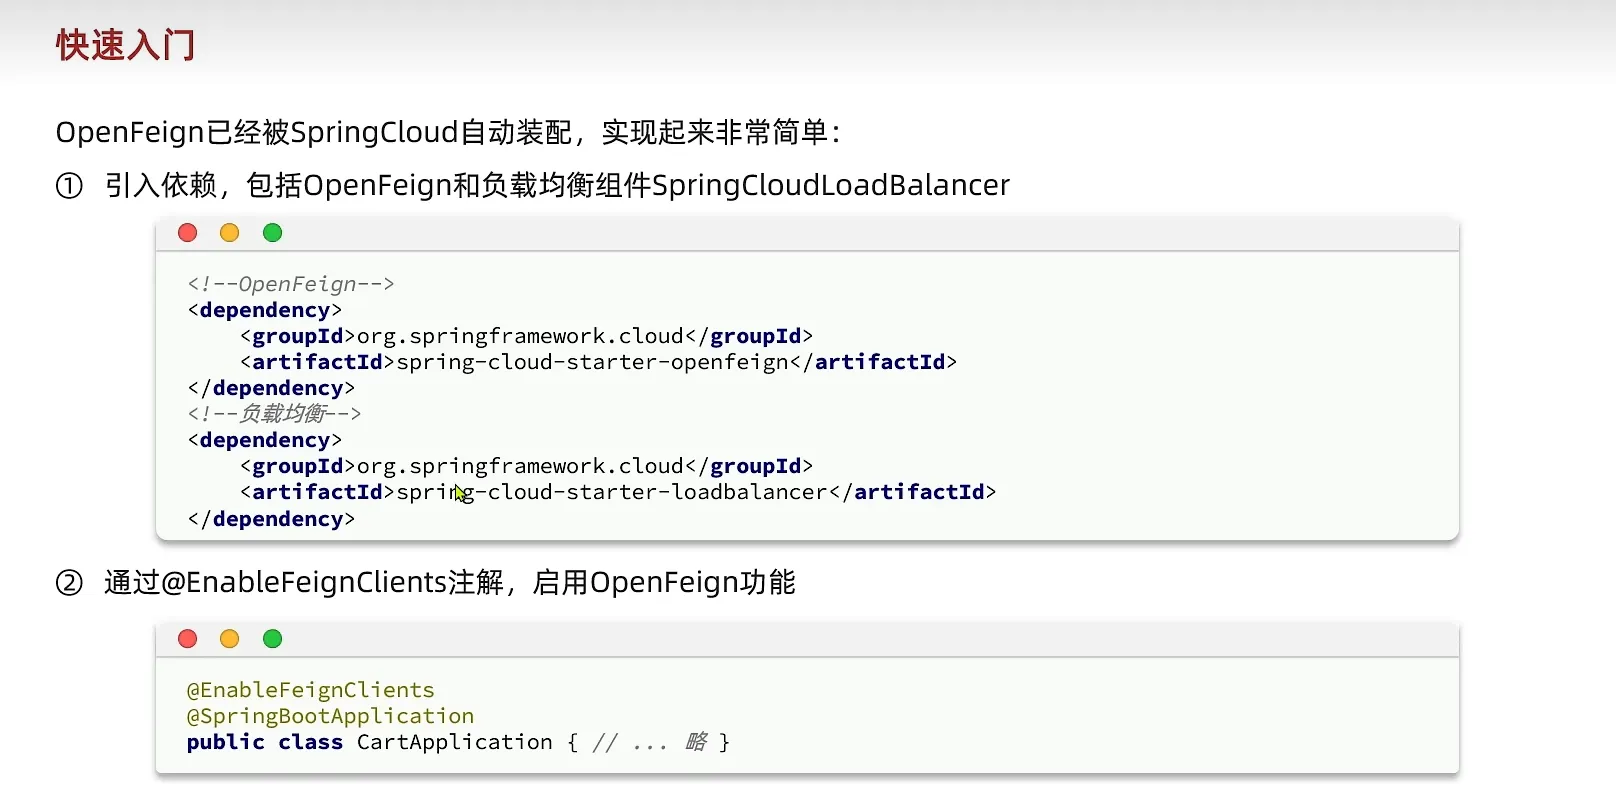 快速入门
OpenFeign已经被SpringCloud自动装配，实现起来非常简单：
① 引入依赖，包括OpenFeign和负载均衡组件SpringCloudLoadBalancer
<!--OpenFeign-->
<dependency>
    <groupId>org.springframework.cloud</groupId>
    <artifactId>spring-cloud-starter-openfeign</artifactId>
</dependency>
<!--负载均衡-->
<dependency>
    <groupId>org.springframework.cloud</groupId>
    <artifactId>spring-cloud-starter-loadbalancer</artifactId>
</dependency>
② 通过@EnableFeignClients注解，启用OpenFeign功能
@EnableFeignClients
@SpringBootApplication
public class CartApplication { // ... 略 }